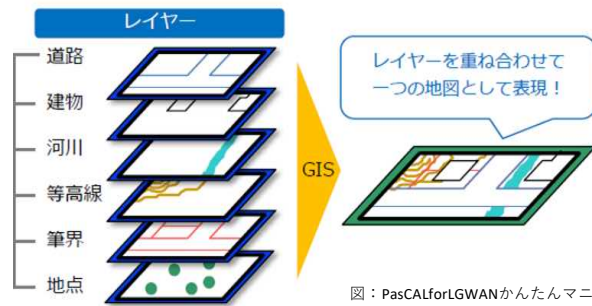 レイヤー
道路
建物
河川
等高線
筆界
地点
GIS
レイヤーを重ね合わせて
一つの地図として表現！
図：PasCALforLGWANかんたんマニ